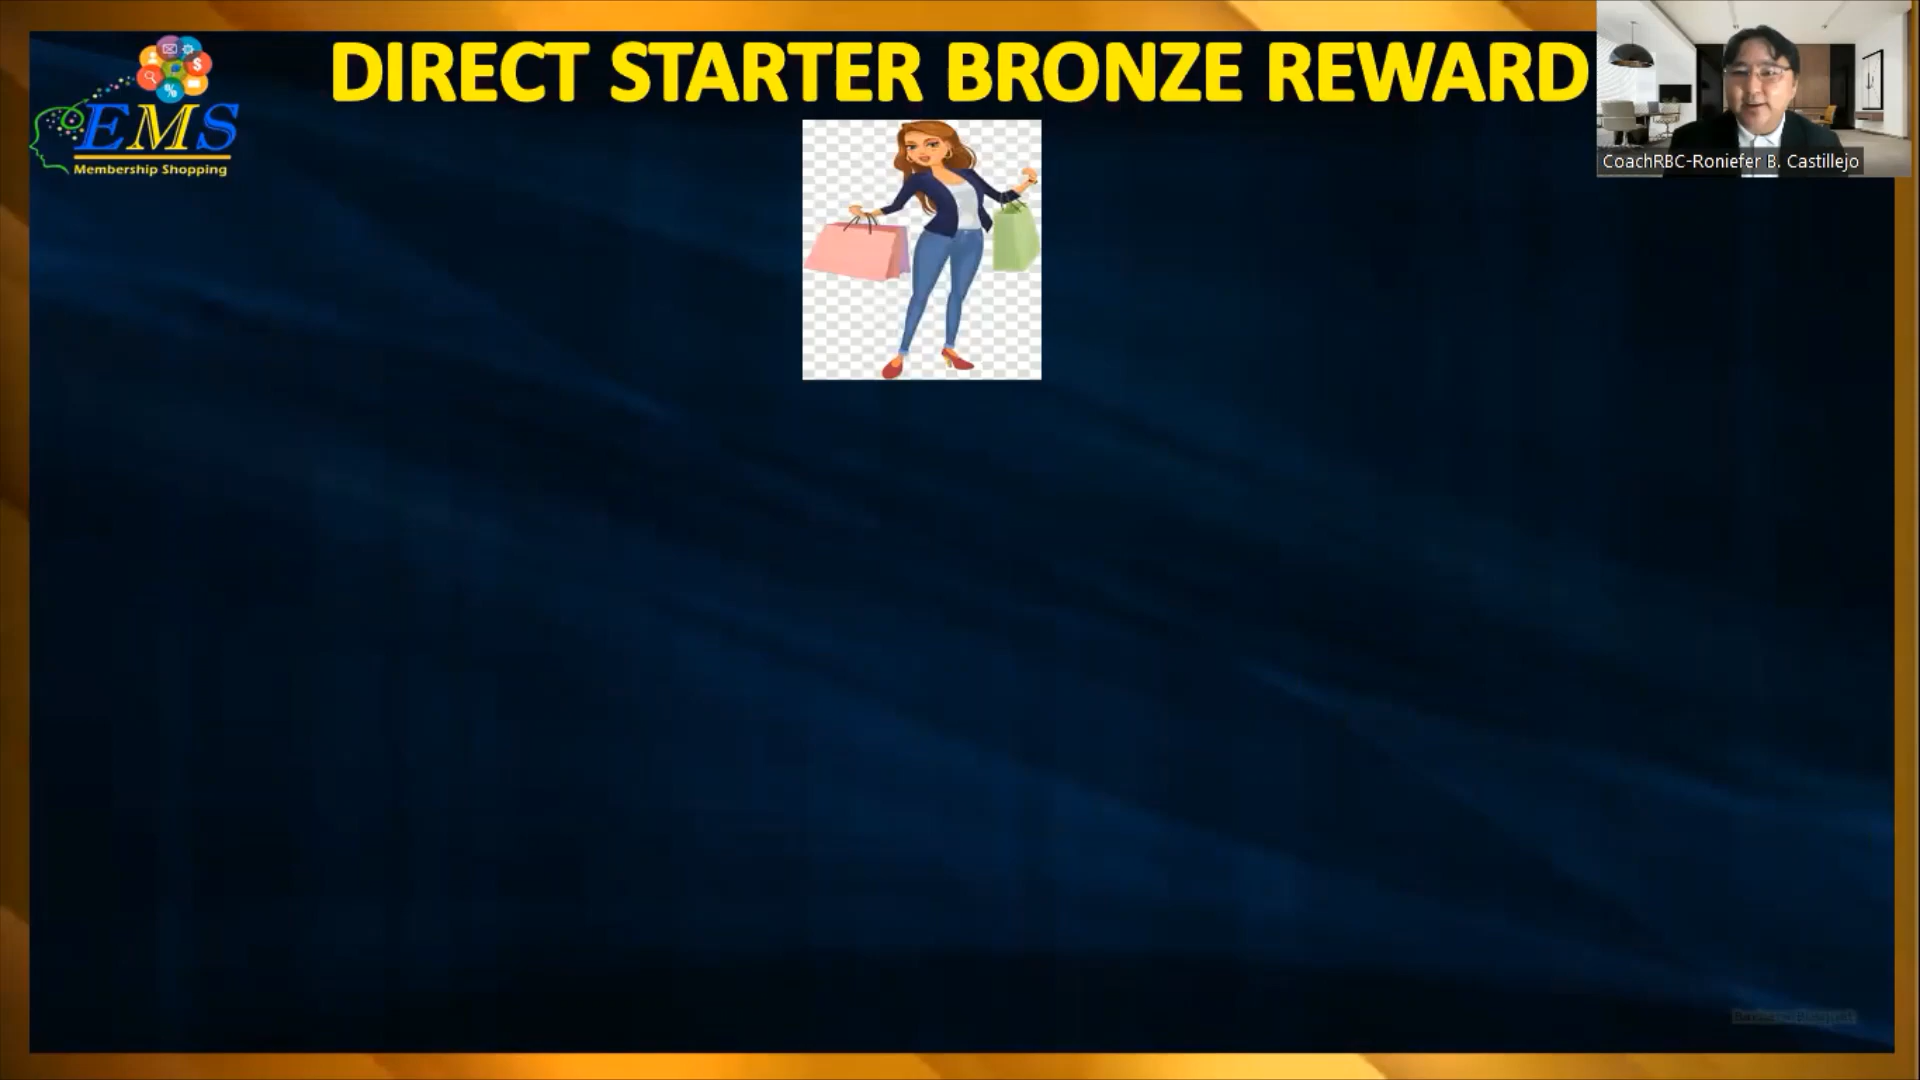 DIRECT STARTER BRONZE REWARD
EMS
Membership Shopping
$
%
CoachRBC-Roniefer B. Castillejo